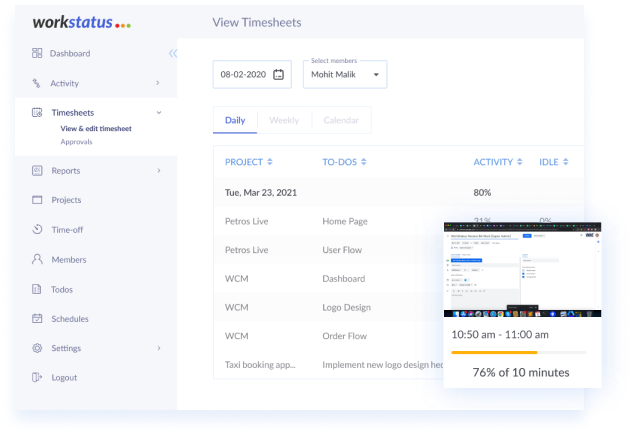 workstatus
View Timesheets
Dashboard
Activity
Timesheets
View & edit timesheet
Approvals
Reports
Projects
Time-off
Members
Todos
Schedules
Settings
Logout
08-02-2020
Select members
Mohit Malik
Daily
Weekly
Calendar
PROJECT TO-DOS ACTIVITY IDLE
Tue, Mar 23, 2021 80%
Petros Live Home Page 21% 0%
Petros Live User Flow
WCM Dashboard
WCM Logo Design
WCM Order Flow
Taxi booking app... Implement new logo design
10:50 am - 11:00 am
76% of 10 minutes